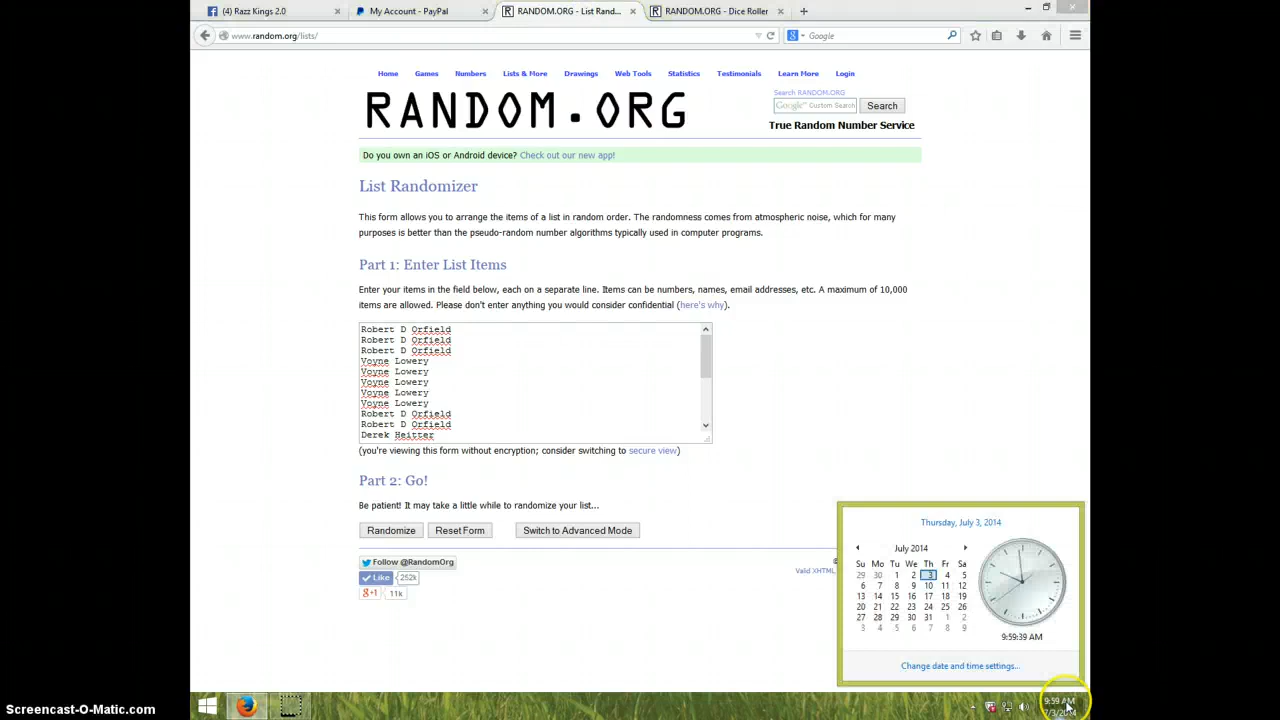 (4) Razz Kings 2.0
My Account - PayPal
RANDOM.ORG - List Rand...
RANDOM.ORG - Dice Roller
www.random.org/lists/
Google
Home Games Numbers Lists & More Drawings Web Tools Statistics Testimonials Learn More Login
Search RANDOM.ORG
Google™ Custom Search
Search
RANDOM.ORG
True Random Number Service
Do you own an iOS or Android device? Check out our new app!
List Randomizer
This form allows you to arrange the items of a list in random order. The randomness comes from atmospheric noise, which for many
purposes is better than the pseudo-random number algorithms typically used in computer programs.
Part 1: Enter List Items
Enter your items in the field below, each on a separate line. Items can be numbers, names, email addresses, etc. A maximum of 10,000
items are allowed. Please don't enter anything you would consider confidential (here's why).
Robert D Orfield
Robert D Orfield
Robert D Orfield
Voyne Lowery
Voyne Lowery
Voyne Lowery
Voyne Lowery
Voyne Lowery
Robert D Orfield
Robert D Orfield
Derek Heitter
(you're viewing this form without encryption; consider switching to secure view)
Part 2: Go!
Be patient! It may take a little while to randomize your list...
Randomize
Reset Form
Switch to Advanced Mode
Follow @RandomOrg
Like 252k
g+1 11k
©
Valid XHTML
Thursday, July 3, 2014
July 2014
Su Mo Tu We Th Fr Sa
29 30 1 2 3 4 5
6 7 8 9 10 11 12
13 14 15 16 17 18 19
20 21 22 23 24 25 26
27 28 29 30 31 1 2
3 4 5 6 7 8 9
9:59:39 AM
Change date and time settings...
9:59 AM
7/3/2014
Screencast-O-Matic.com